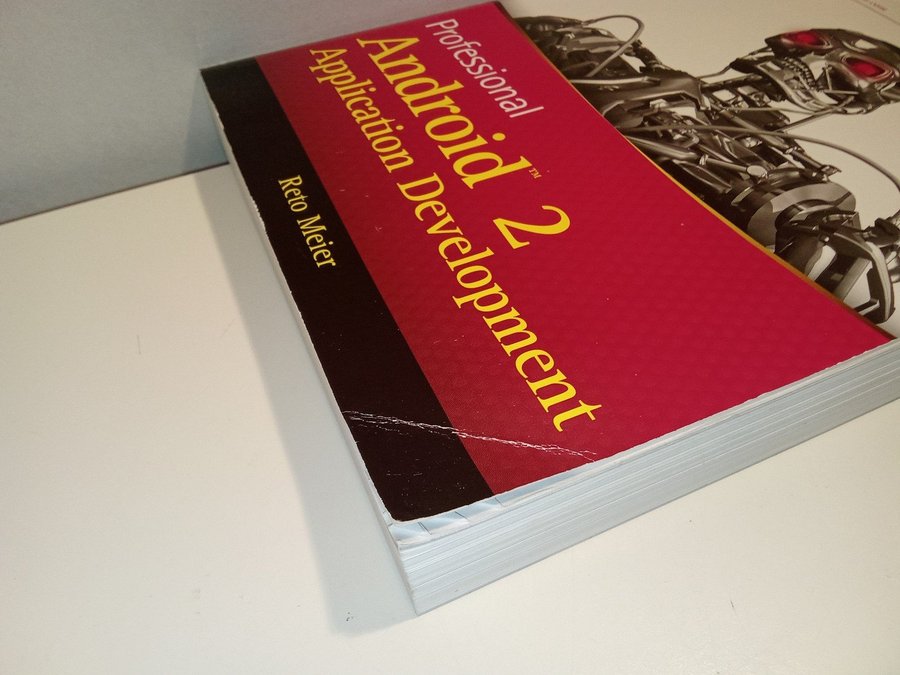 Professional
Android™ 2
Application Development
Reto Meier